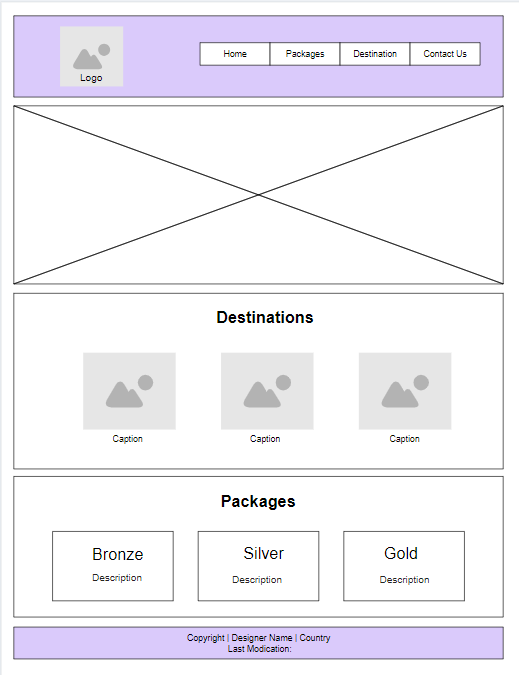 Logo
Home Packages Destination Contact Us
Destinations
Caption Caption Caption
Packages
Bronze Silver Gold
Description Description Description
Copyright | Designer Name | Country
Last Modication: